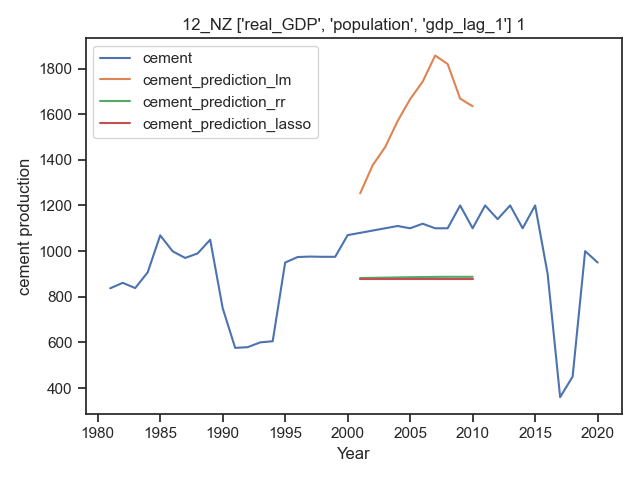 12_NZ ['real_GDP', 'population', 'gdp_lag_1'] 1
cement
cement_prediction_lm
cement_prediction_rr
cement_prediction_lasso
cement production
1800
1600
1400
1200
1000
800
600
400
1980 1985 1990 1995 2000 2005 2010 2015 2020
Year